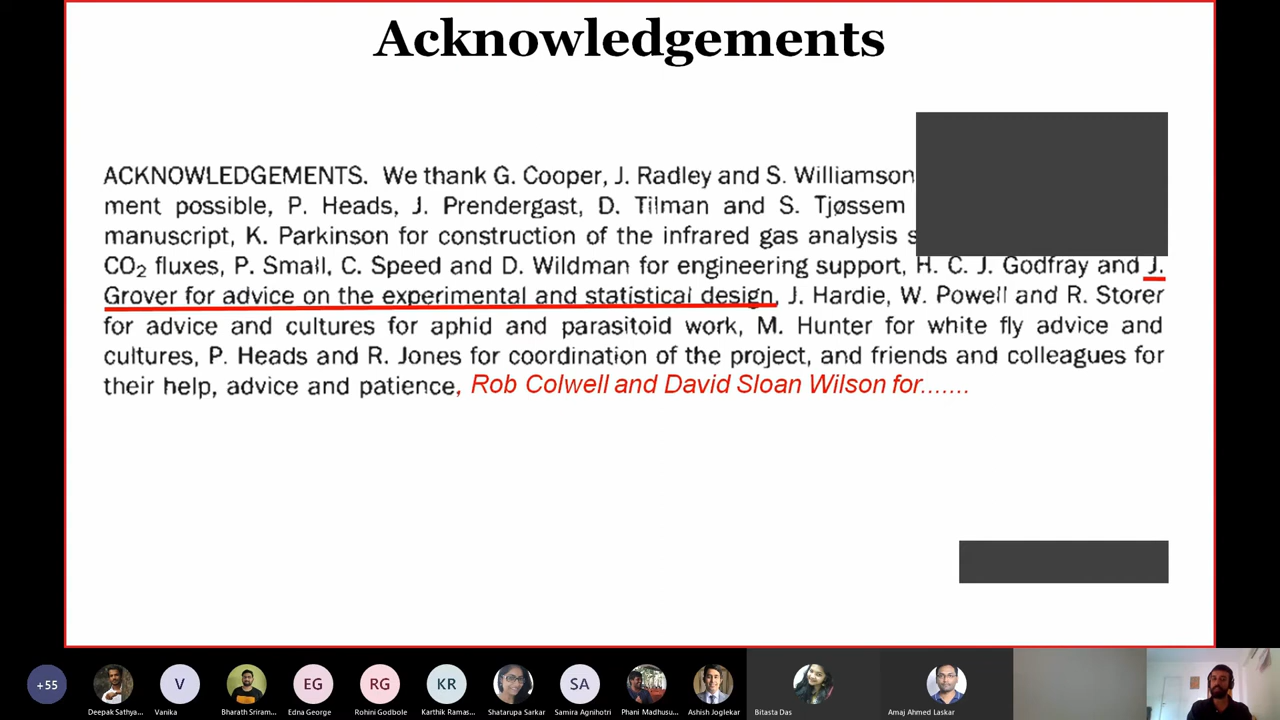 Acknowledgements
ACKNOWLEDGEMENTS. We thank G. Cooper, J. Radley and S. Williamson
ment possible, P. Heads, J. Prendergast, D. Tilman and S. Tjøssem
manuscript, K. Parkinson for construction of the infrared gas analysis s
CO₂ fluxes, P. Small, C. Speed and D. Wildman for engineering support, H. C. J. Godfray and J.
Grover for advice on the experimental and statistical design, J. Hardie, W. Powell and R. Storer
for advice and cultures for aphid and parasitoid work, M. Hunter for white fly advice and
cultures, P. Heads and R. Jones for coordination of the project, and friends and colleagues for
their help, advice and patience, Rob Colwell and David Sloan Wilson for.......
+55 V EG RG KR SA
Deepak Sathya... Vanika Bharath Sriram... Edna George Rohini Godbole Karthik Ramas... Shatarupa Sarkar Samira Agnihotri Phani Madhusu... Ashish Joglekar Bitasta Das Amaj Ahmed Laskar